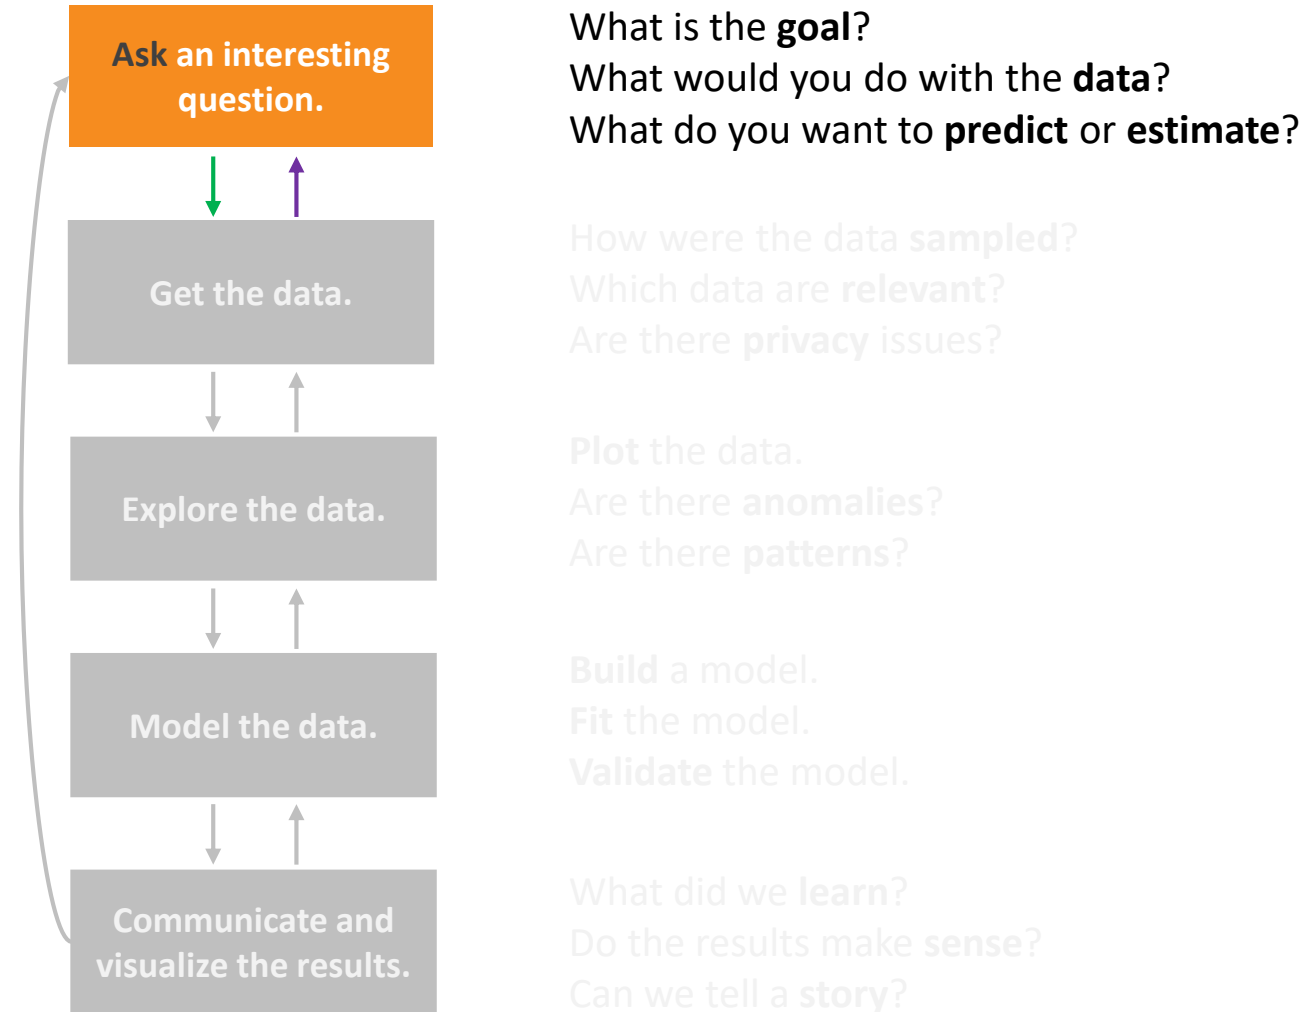 Ask an interesting
question.
What is the goal?
What would you do with the data?
What do you want to predict or estimate?
Get the data.
How were the data sampled?
Which data are relevant?
Are there privacy issues?
Explore the data.
Plot the data.
Are there anomalies?
Are there patterns?
Model the data.
Build a model.
Fit the model.
Validate the model.
Communicate and
visualize the results.
What did we learn?
Do the results make sense?
Can we tell a story?